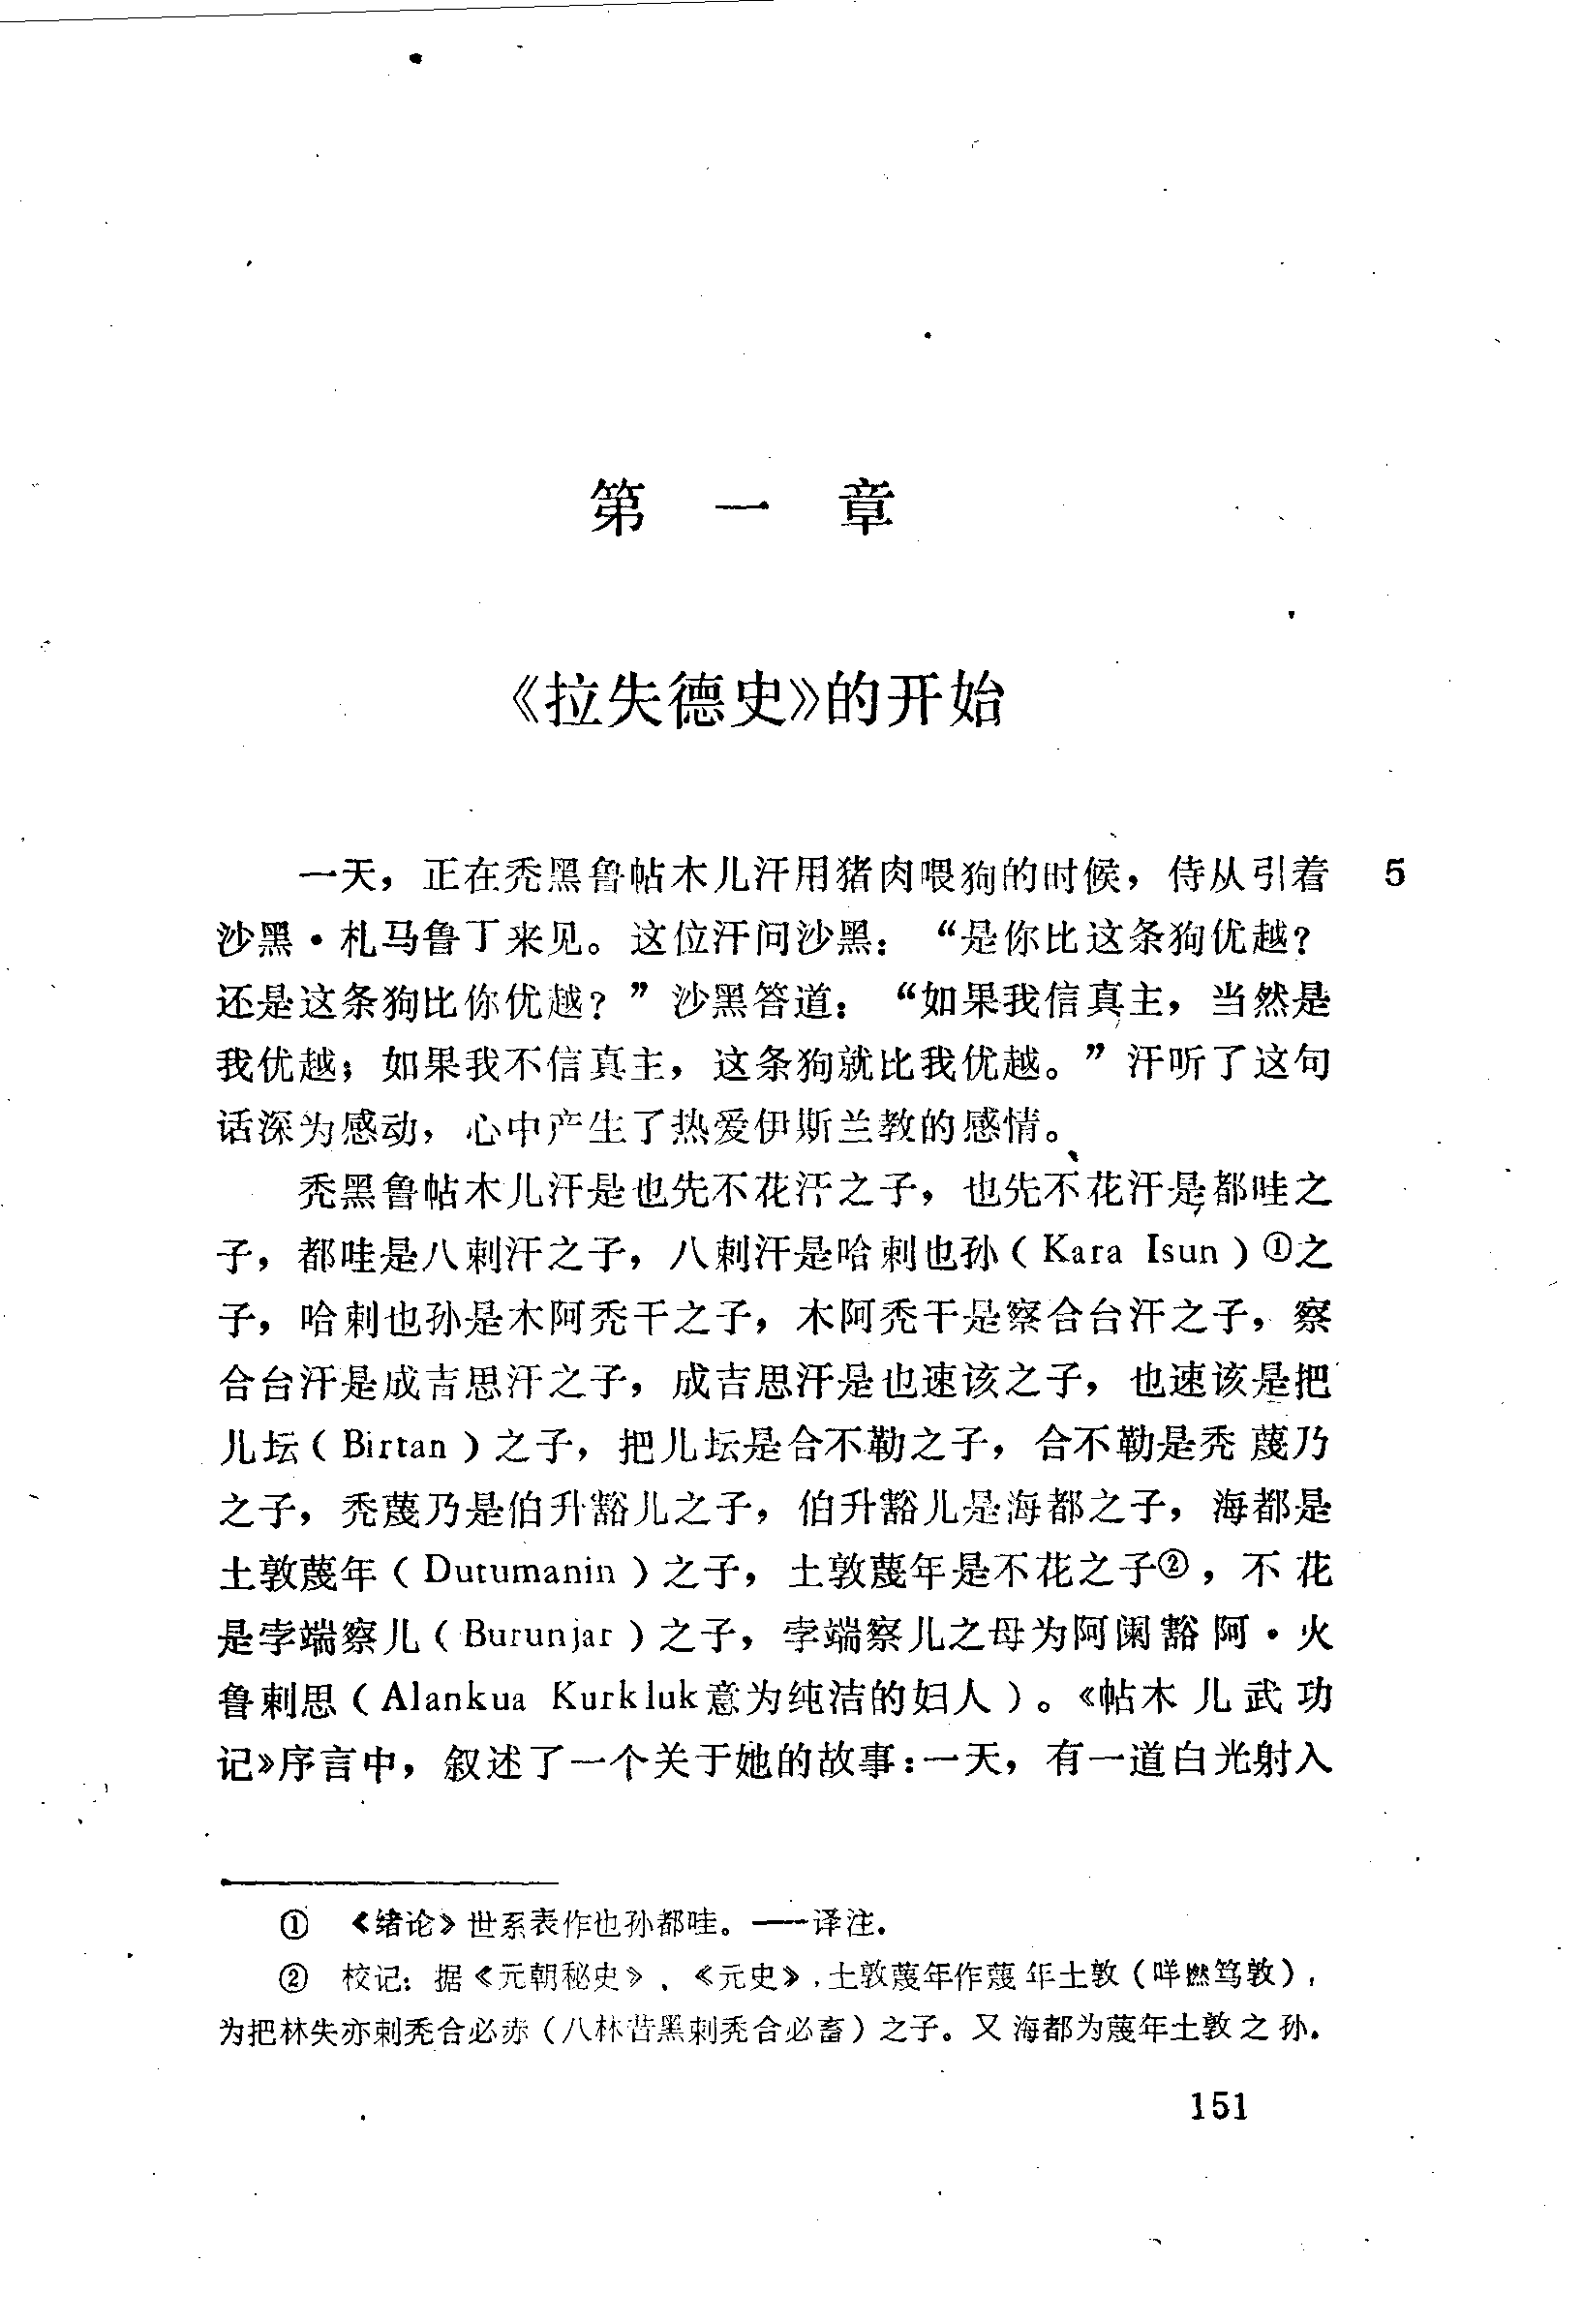 第一章
《拉失德史》的开始
一天，正在秃黑鲁帖木儿汗用猪肉喂狗的时候，侍从引着 5
沙黑·札马鲁丁来见。这位汗问沙黑：“是你比这条狗优越？
还是这条狗比你优越？”沙黑答道：“如果我信真主，当然是
我优越；如果我不信真主，这条狗就比我优越。”汗听了这句
话深为感动，心中产生了热爱伊斯兰教的感情。
秃黑鲁帖木儿汗是也先不花汗之子，也先不花汗是都哇之
子，都哇是八剌汗之子，八剌汗是哈剌也孙（Kara Isun）①之
子，哈剌也孙是木阿秃干之子，木阿秃干是察合台汗之子，察
合台汗是成吉思汗之子，成吉思汗是也速该之子，也速该是把
儿坛（Birtan）之子，把儿坛是合不勒之子，合不勒是秃蔑乃
之子，秃蔑乃是伯升豁儿之子，伯升豁儿是海都之子，海都是
土敦蔑年（Dutumanin）之子，土敦蔑年是不花之子②，不花
是孛端察儿（Burunjar）之子，孛端察儿之母为阿阑豁阿·火
鲁剌思（Alankua Kurkluk意为纯洁的妇人）。《帖木儿武功
记》序言中，叙述了一个关于她的故事：一天，有一道白光射入
① 《绪论》世系表作也孙都哇。——译注。
② 校记：据《元朝秘史》、《元史》，土敦蔑年作蔑年土敦（咩撚笃敦），
为把林失亦剌秃合必赤（八林昔黑剌秃合必畜）之子。又海都为蔑年土敦之孙。
151